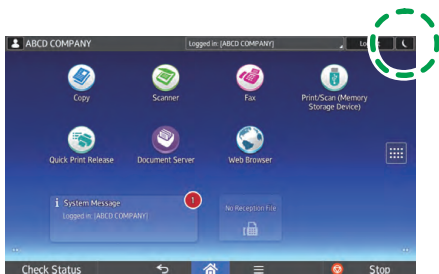 ABCD COMPANY
Logged in: [ABCD COMPANY]
Copy
Scanner
Fax
Print/Scan (Memory
Storage Device)
Quick Print Release
Document Server
Web Browser
i System Message
1
Logged in: [ABCD COMPANY]
No Reception File
Check Status
Stop